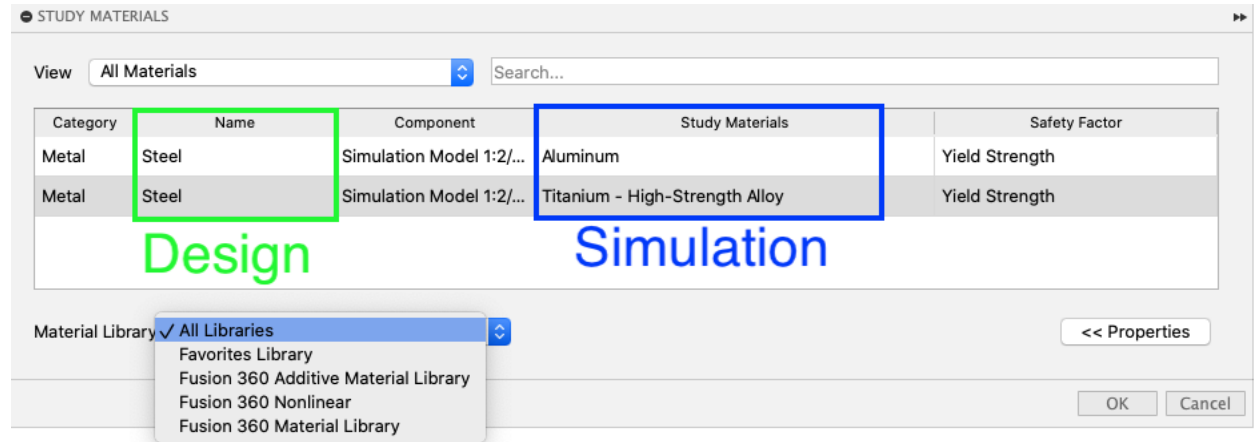 STUDY MATERIALS
View All Materials Search...
Category Name Component Study Materials Safety Factor
Metal Steel Simulation Model 1:2/... Aluminum Yield Strength
Metal Steel Simulation Model 1:2/... Titanium - High-Strength Alloy Yield Strength
Design Simulation
Material Library ✓ All Libraries << Properties
Favorites Library
Fusion 360 Additive Material Library
Fusion 360 Nonlinear
OK Cancel
Fusion 360 Material Library